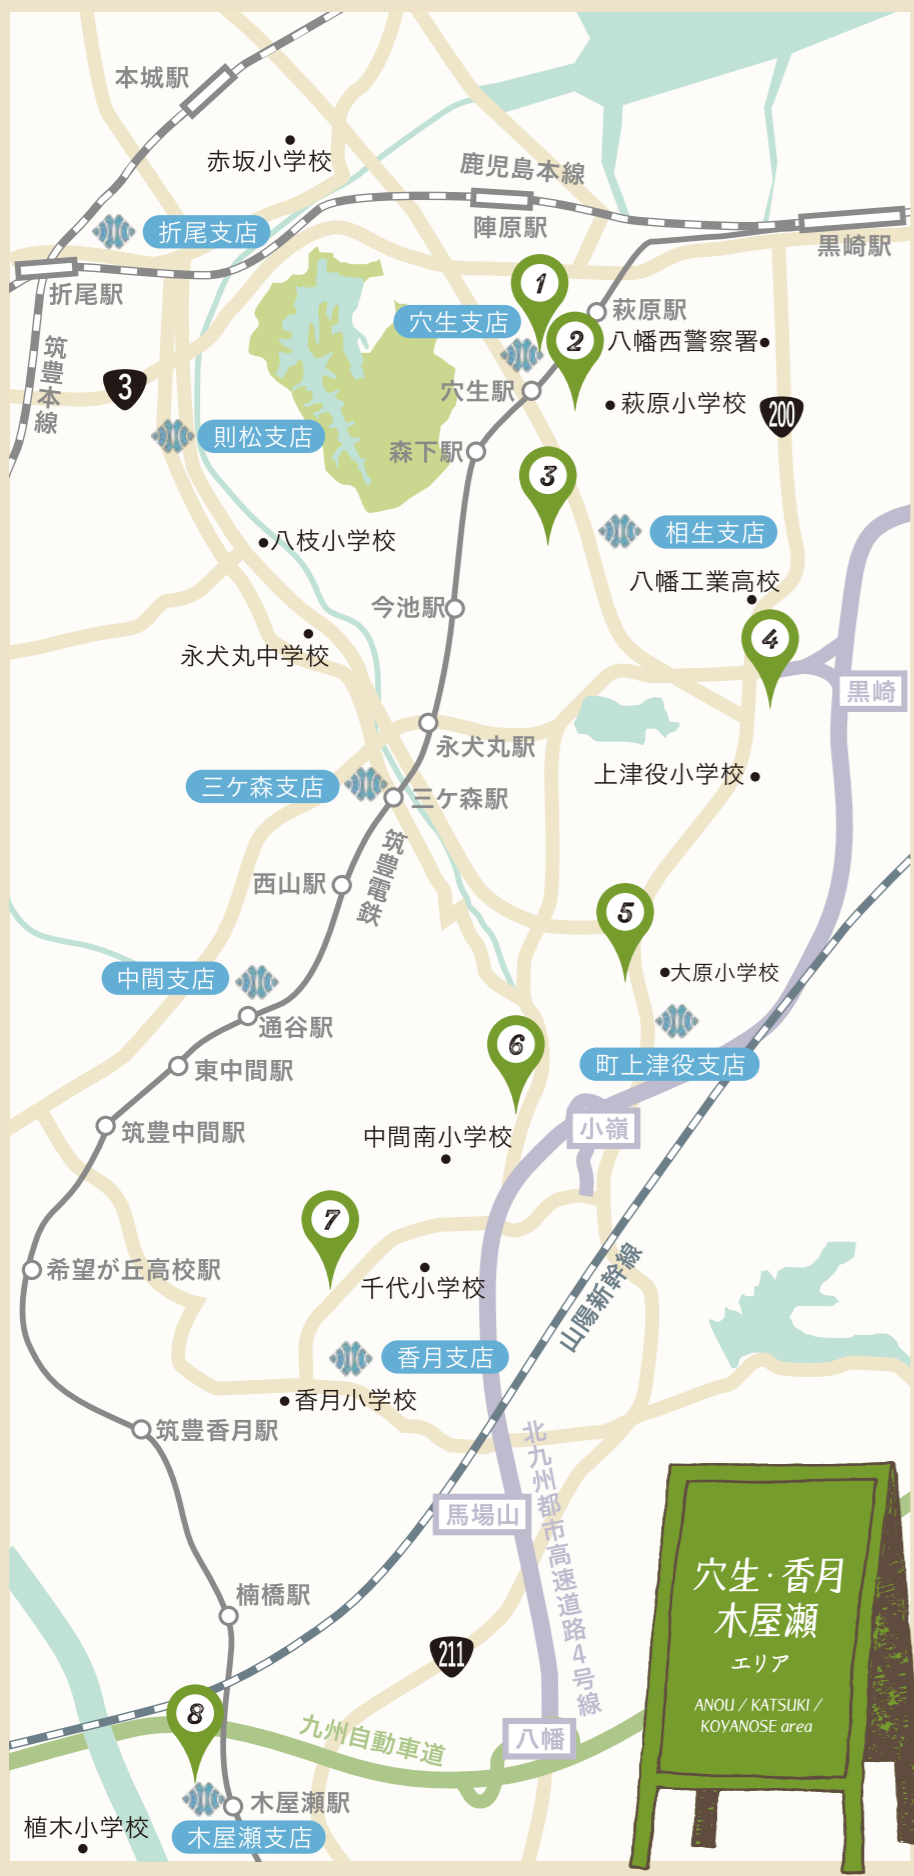 本城駅
赤坂小学校
鹿児島本線
陣原駅
黒崎駅
折尾支店
折尾駅
筑豊本線
3
1
穴生支店
萩原駅
2
八幡西警察署
穴生駅
萩原小学校
200
則松支店
森下駅
3
相生支店
八枝小学校
八幡工業高校
今池駅
永犬丸中学校
4
黒崎
永犬丸駅
上津役小学校
三ケ森支店
三ケ森駅
筑豊電鉄
西山駅
5
中間支店
大原小学校
通谷駅
6
町上津役支店
東中間駅
筑豊中間駅
中間南小学校
小嶺
7
希望が丘高校駅
千代小学校
山陽新幹線
香月支店
香月小学校
筑豊香月駅
北九州都市高速道路4号線
馬場山
楠橋駅
211
8
九州自動車道
八幡
木屋瀬駅
植木小学校
木屋瀬支店
穴生・香月
木屋瀬
エリア
ANOU / KATSUKI /
KOYANOSE area